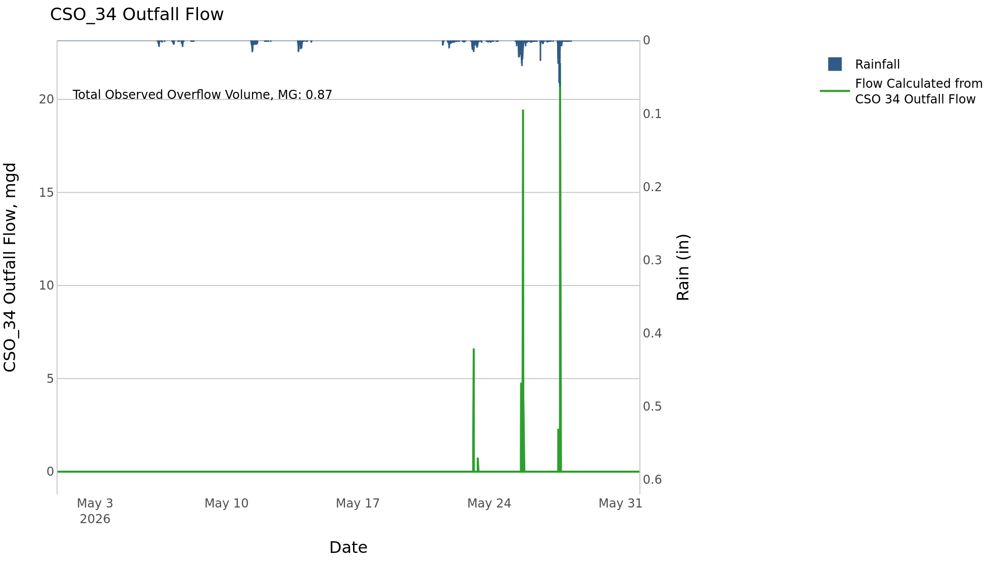 CSO_34 Outfall Flow
Total Observed Overflow Volume, MG: 0.87
CSO_34 Outfall Flow, mgd
20
15
10
5
0
0
0.1
0.2
0.3
0.4
0.5
0.6
Rain (in)
May 3
2026
May 10
May 17
May 24
May 31
Date
Rainfall
Flow Calculated from
CSO 34 Outfall Flow